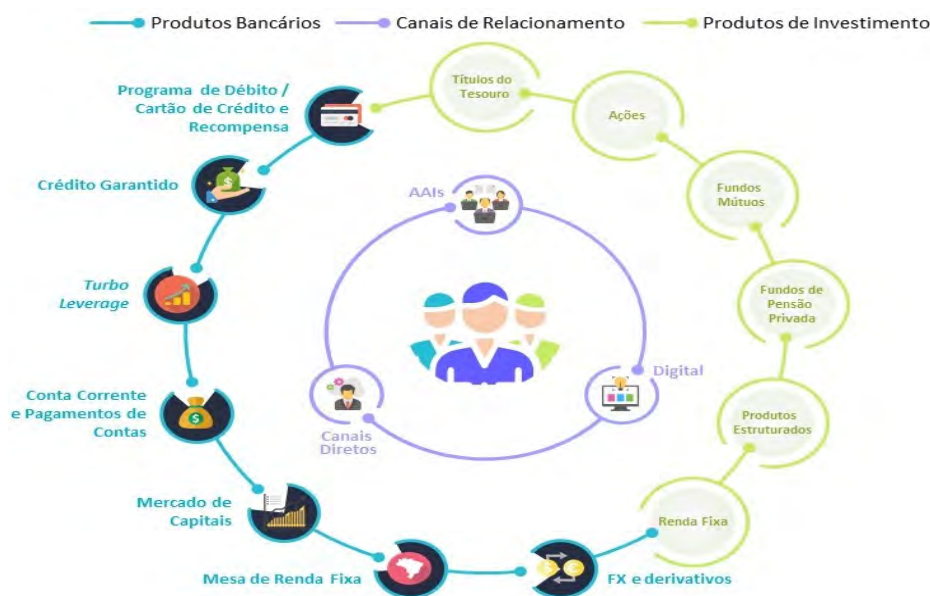 Produtos Bancários
Canais de Relacionamento
Produtos de Investimento
Programa de Débito /
Cartão de Crédito e
Recompensa
Títulos do
Tesouro
Ações
Crédito Garantido
AAIs
Fundos
Mútuos
Turbo
Leverage
Fundos de
Pensão
Privada
Conta Corrente
e Pagamentos de
Contas
Canais
Diretos
Digital
Produtos
Estruturados
Mercado de
Capitais
Renda Fixa
Mesa de Renda Fixa
FX e derivativos